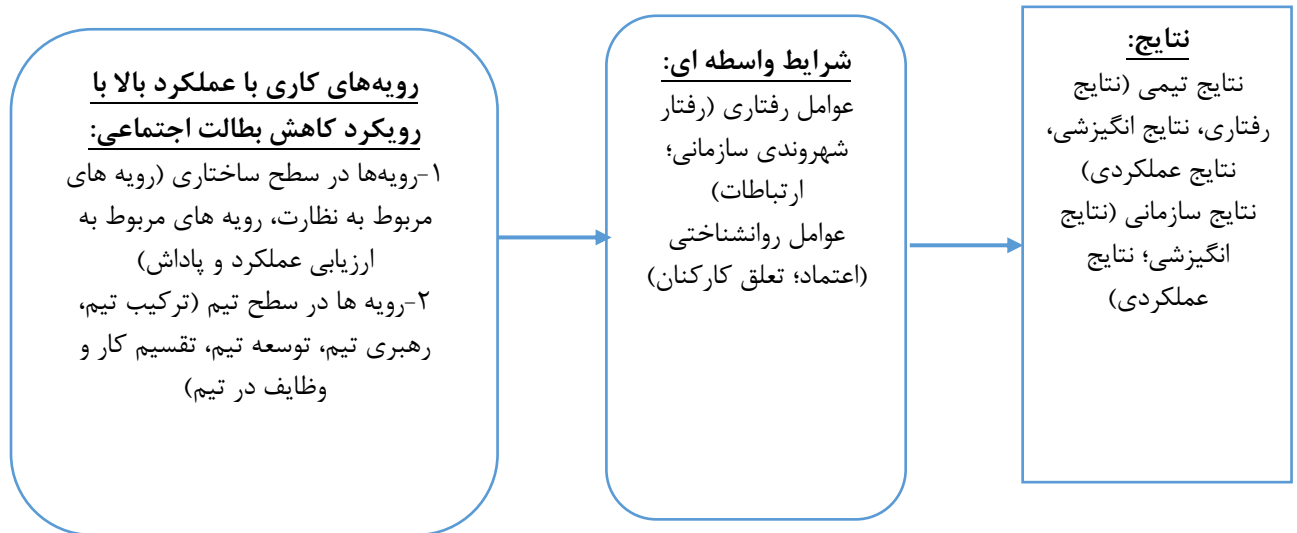 رویه‌های کاری با عملکرد بالا با
رویکرد کاهش بطالت اجتماعی:
۱-رویه‌ها در سطح ساختاری (رویه های
مربوط به نظارت، رویه های مربوط به
ارزیابی عملکرد و پاداش)
۲-رویه ها در سطح تیم (ترکیب تیم،
رهبری تیم، توسعه تیم، تقسیم کار و
وظایف در تیم)
شرایط واسطه ای:
عوامل رفتاری (رفتار
شهروندی سازمانی؛
ارتباطات)
عوامل روانشناختی
(اعتماد؛ تعلق کارکنان)
نتایج:
نتایج تیمی (نتایج
رفتاری، نتایج انگیزشی،
نتایج عملکردی)
نتایج سازمانی (نتایج
انگیزشی؛ نتایج
عملکردی)